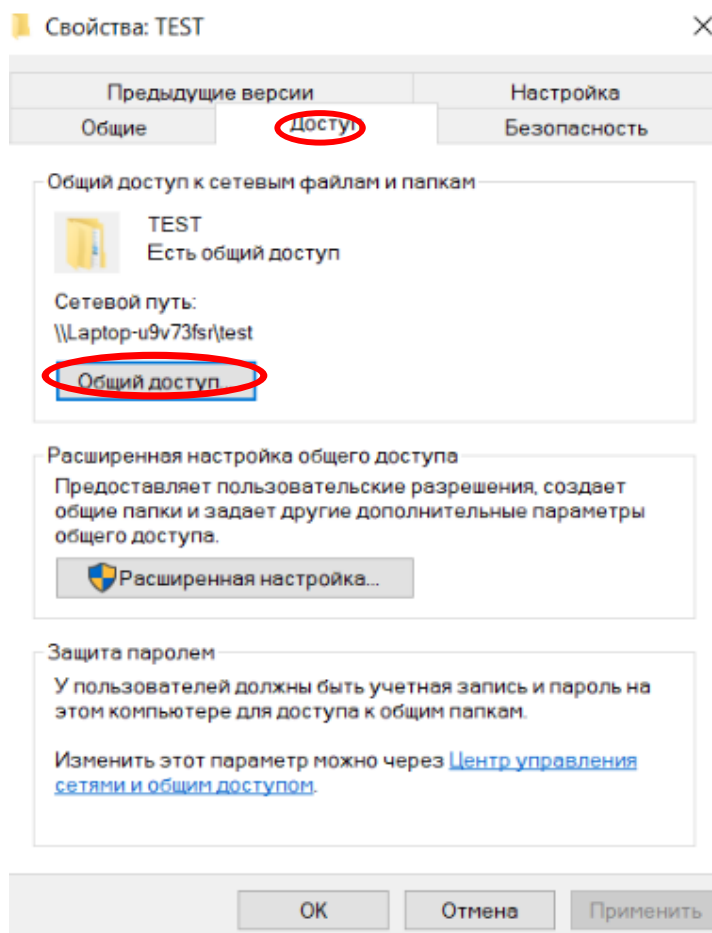 Свойства: TEST
Предыдущие версии
Настройка
Общие
Доступ
Безопасность
Общий доступ к сетевым файлам и папкам
TEST
Есть общий доступ
Сетевой путь:
\\Laptop-u9v73fsr\test
Общий доступ...
Расширенная настройка общего доступа
Предоставляет пользовательские разрешения, создает
общие папки и задает другие дополнительные параметры
общего доступа.
Расширенная настройка...
Защита паролем
У пользователей должны быть учетная запись и пароль на
этом компьютере для доступа к общим папкам.
Изменить этот параметр можно через Центр управления
сетями и общим доступом.
ОК
Отмена
Применить